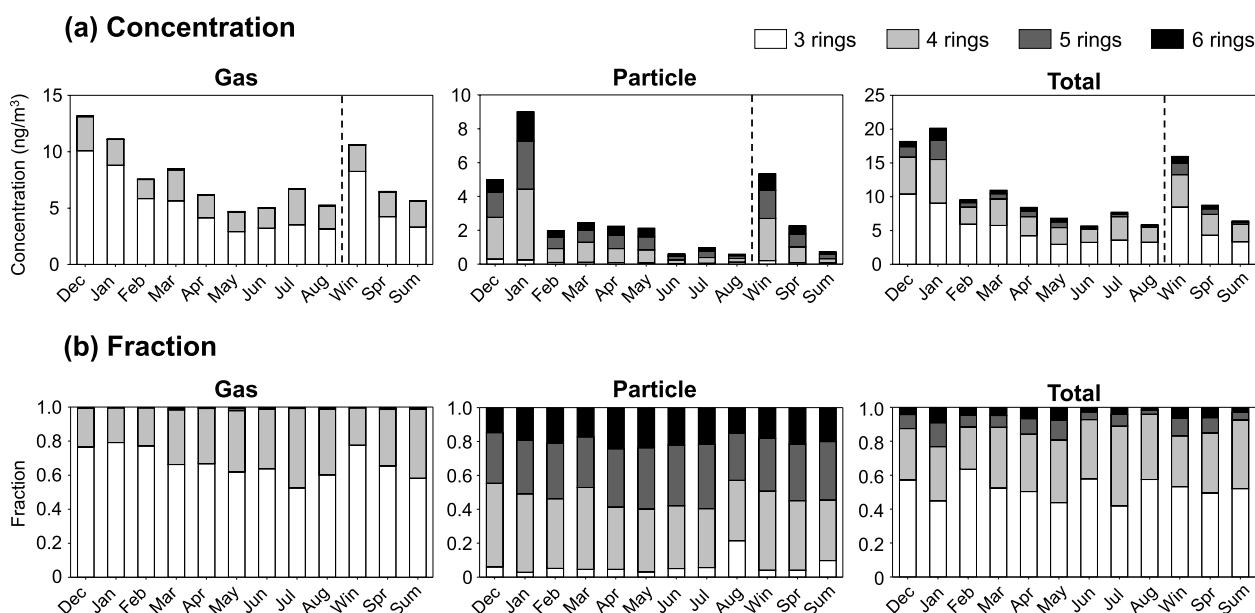 (a) Concentration
3 rings 4 rings 5 rings 6 rings
Gas
Concentration (ng/m³)
15
10
5
0
Dec Jan Feb Mar Apr May Jun Jul Aug Win Spr Sum
Particle
10
8
6
4
2
0
Dec Jan Feb Mar Apr May Jun Jul Aug Win Spr Sum
Total
25
20
15
10
5
0
Dec Jan Feb Mar Apr May Jun Jul Aug Win Spr Sum
(b) Fraction
Gas
Fraction
1.0
0.8
0.6
0.4
0.2
0
Dec Jan Feb Mar Apr May Jun Jul Aug Win Spr Sum
Particle
1.0
0.8
0.6
0.4
0.2
0
Dec Jan Feb Mar Apr May Jun Jul Aug Win Spr Sum
Total
1.0
0.8
0.6
0.4
0.2
0
Dec Jan Feb Mar Apr May Jun Jul Aug Win Spr Sum